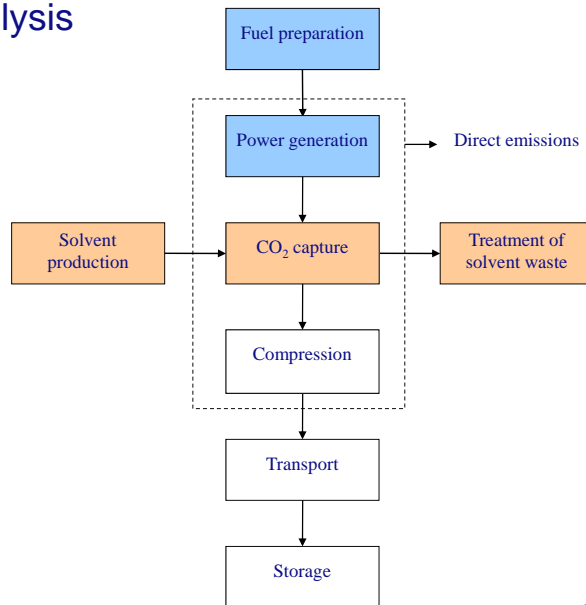 lysis
Fuel preparation
Power generation
Direct emissions
Solvent
production
CO₂ capture
Treatment of
solvent waste
Compression
Transport
Storage